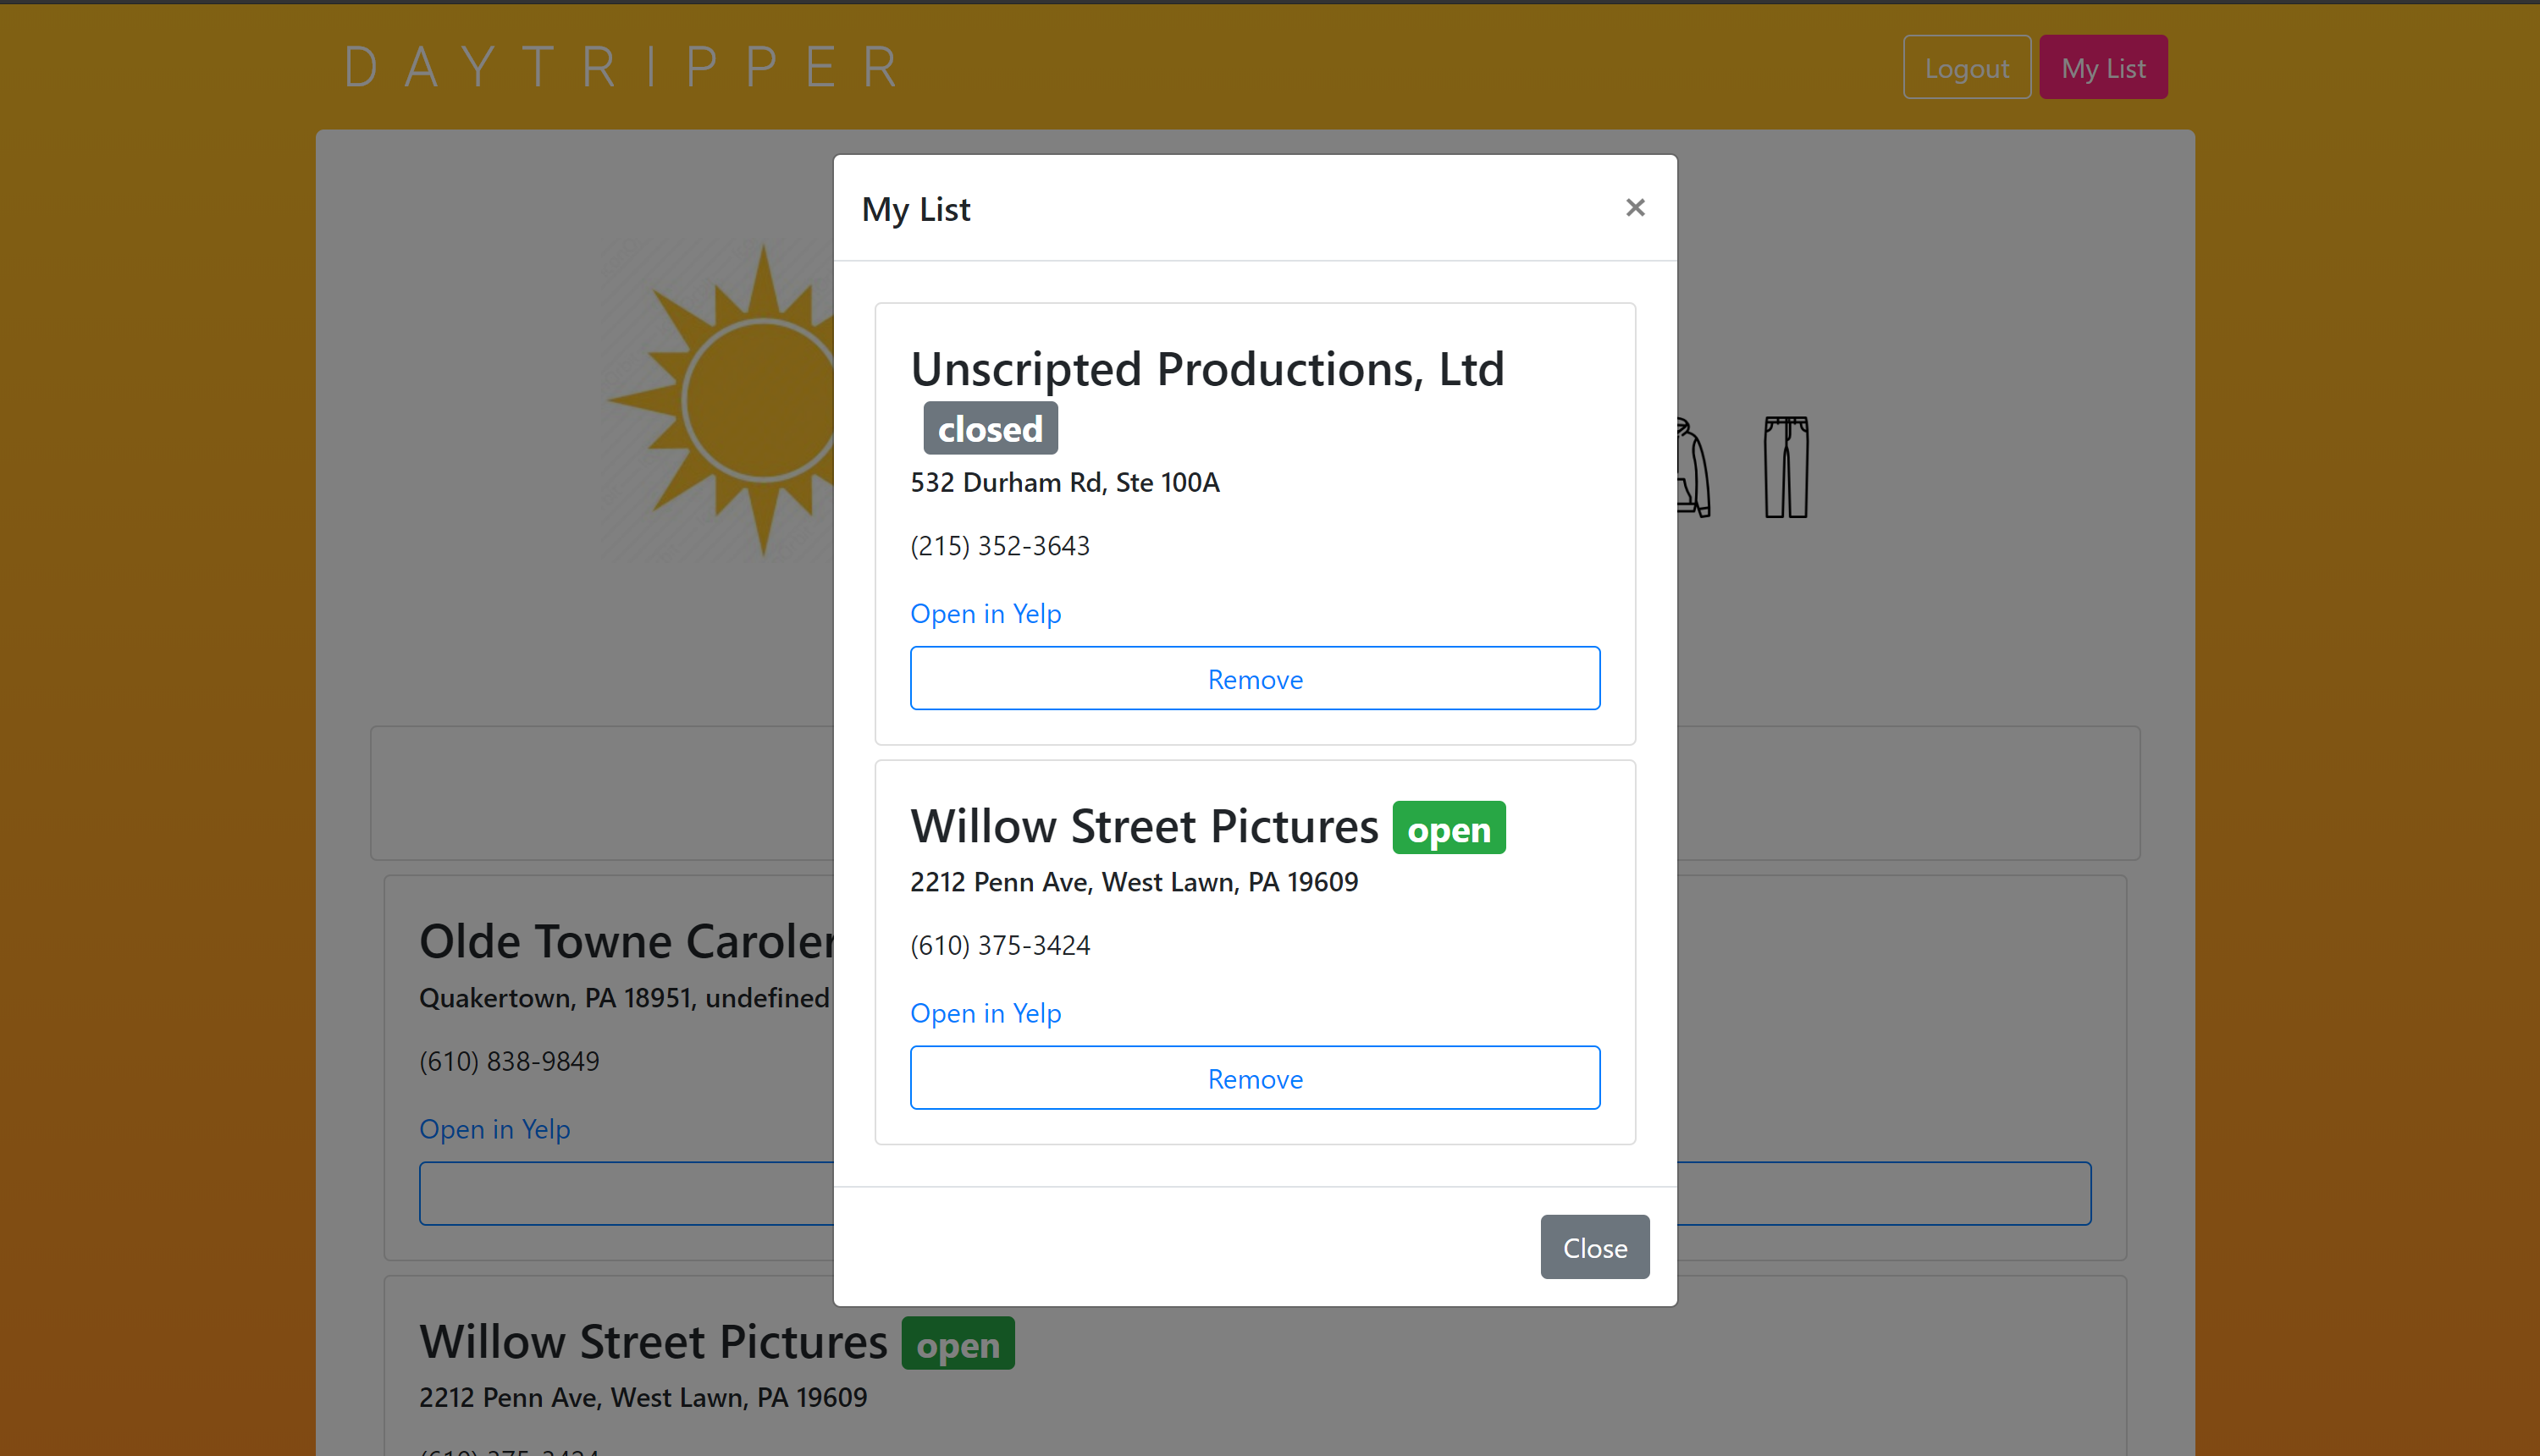 DAYTRIPPER
Logout
My List
My List
×
Unscripted Productions, Ltd
closed
532 Durham Rd, Ste 100A
(215) 352-3643
Open in Yelp
Remove
Willow Street Pictures open
2212 Penn Ave, West Lawn, PA 19609
(610) 375-3424
Open in Yelp
Remove
Close
Olde Towne Caroler
Quakertown, PA 18951, undefined
(610) 838-9849
Open in Yelp
Willow Street Pictures open
2212 Penn Ave, West Lawn, PA 19609